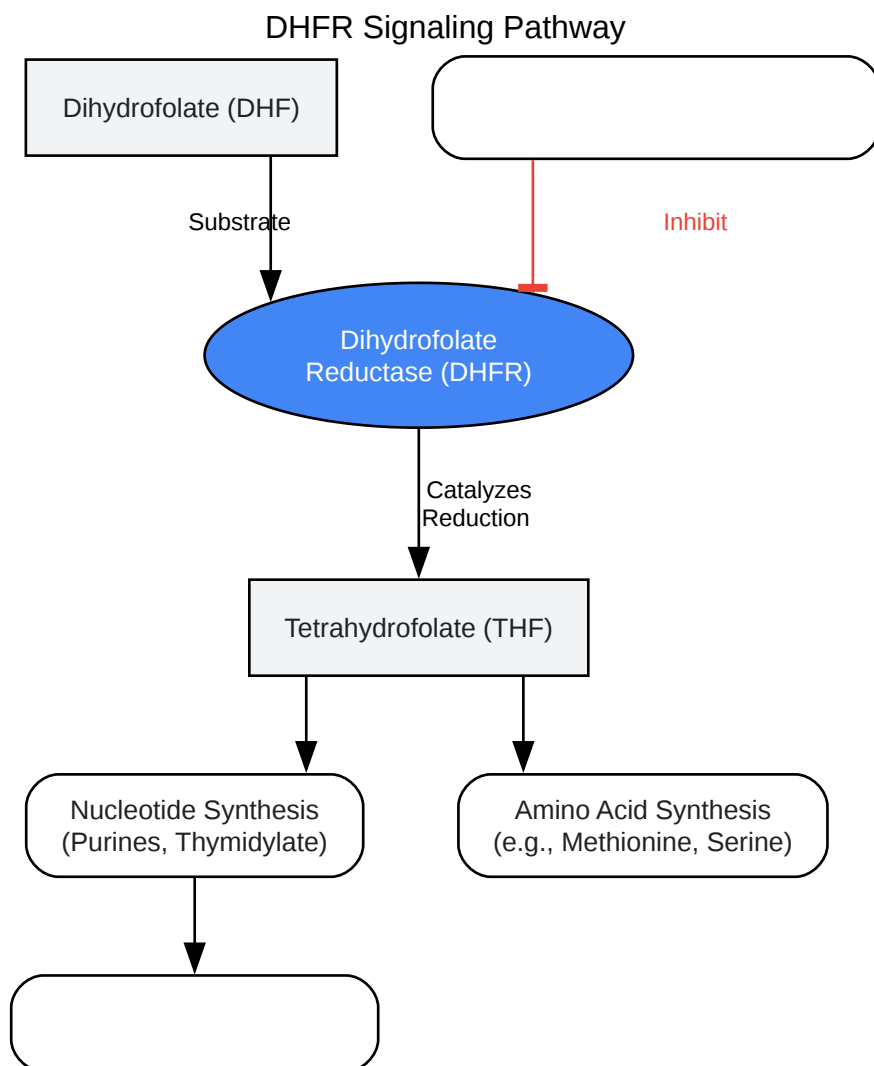 DHFR Signaling Pathway
Dihydrofolate (DHF)
Substrate
Inhibit
Dihydrofolate
Reductase (DHFR)
Catalyzes
Reduction
Tetrahydrofolate (THF)
Nucleotide Synthesis
(Purines, Thymidylate)
Amino Acid Synthesis
(e.g., Methionine, Serine)